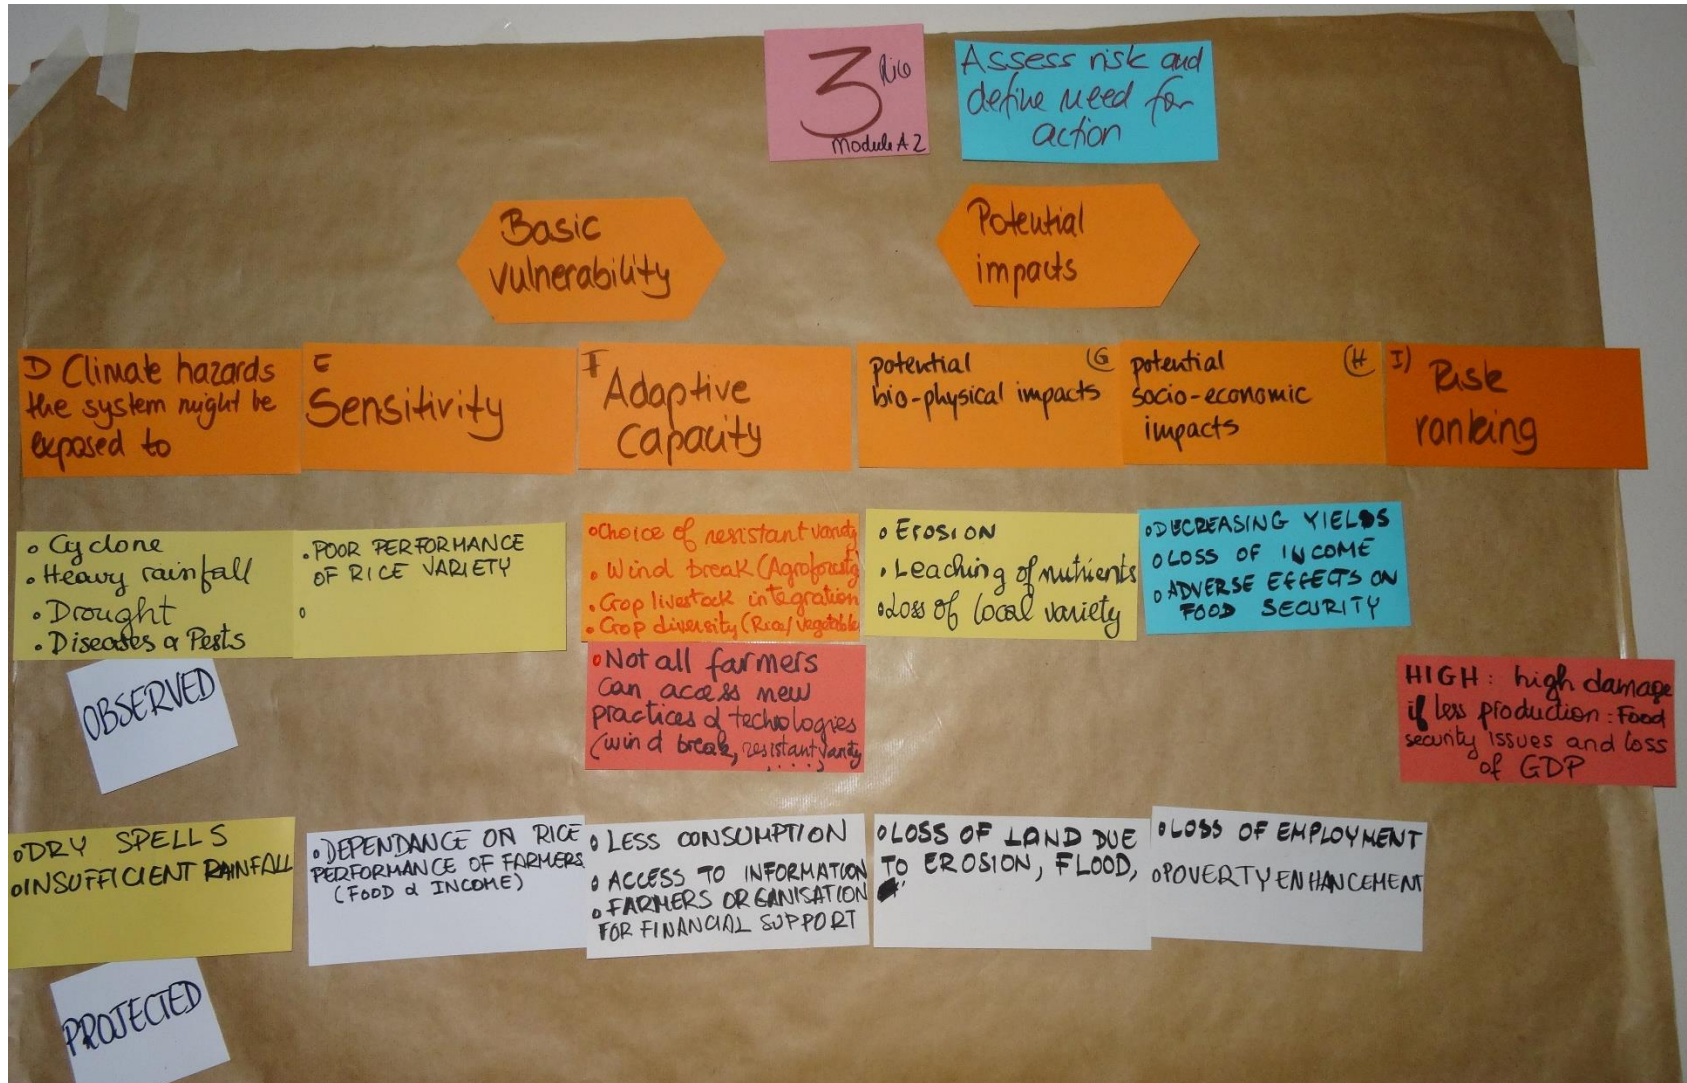 3 Rice
Module A2
Assess risk and
define need for
action
Basic
vulnerability
Potential
impacts
D Climate hazards
the system might be
exposed to
E
Sensitivity
F
Adaptive
Capacity
potential (G
bio-physical impacts
potential (H
socio-economic
impacts
I) Risk
ranking
• Cyclone
• Heavy rainfall
• Drought
• Diseases & Pests
• POOR PERFORMANCE
OF RICE VARIETY
•
• Choice of resistant variety
• Wind break (Agroforestry
• Crop livestock integration
• Crop diversity (Rice/Vegetable
• Not all farmers
can access new
practices & technologies
(wind break, resistant variety
....)
• Erosion
• Leaching of nutrients
• Loss of local variety
• DECREASING YIELDS
• LOSS OF INCOME
• ADVERSE EFFECTS ON
FOOD SECURITY
OBSERVED
HIGH: high damage
if less production: Food
security issues and loss
of GDP
• DRY SPELLS
• INSUFFICIENT RAINFALL
• DEPENDANCE ON RICE
PERFORMANCE OF FARMERS
(FOOD & INCOME)
• LESS CONSUMPTION
• ACCESS TO INFORMATION
• FARMERS ORGANISATION
FOR FINANCIAL SUPPORT
• LOSS OF LAND DUE
TO EROSION, FLOOD,
• LOSS OF EMPLOYMENT
• POVERTY ENHANCEMENT
PROJECTED